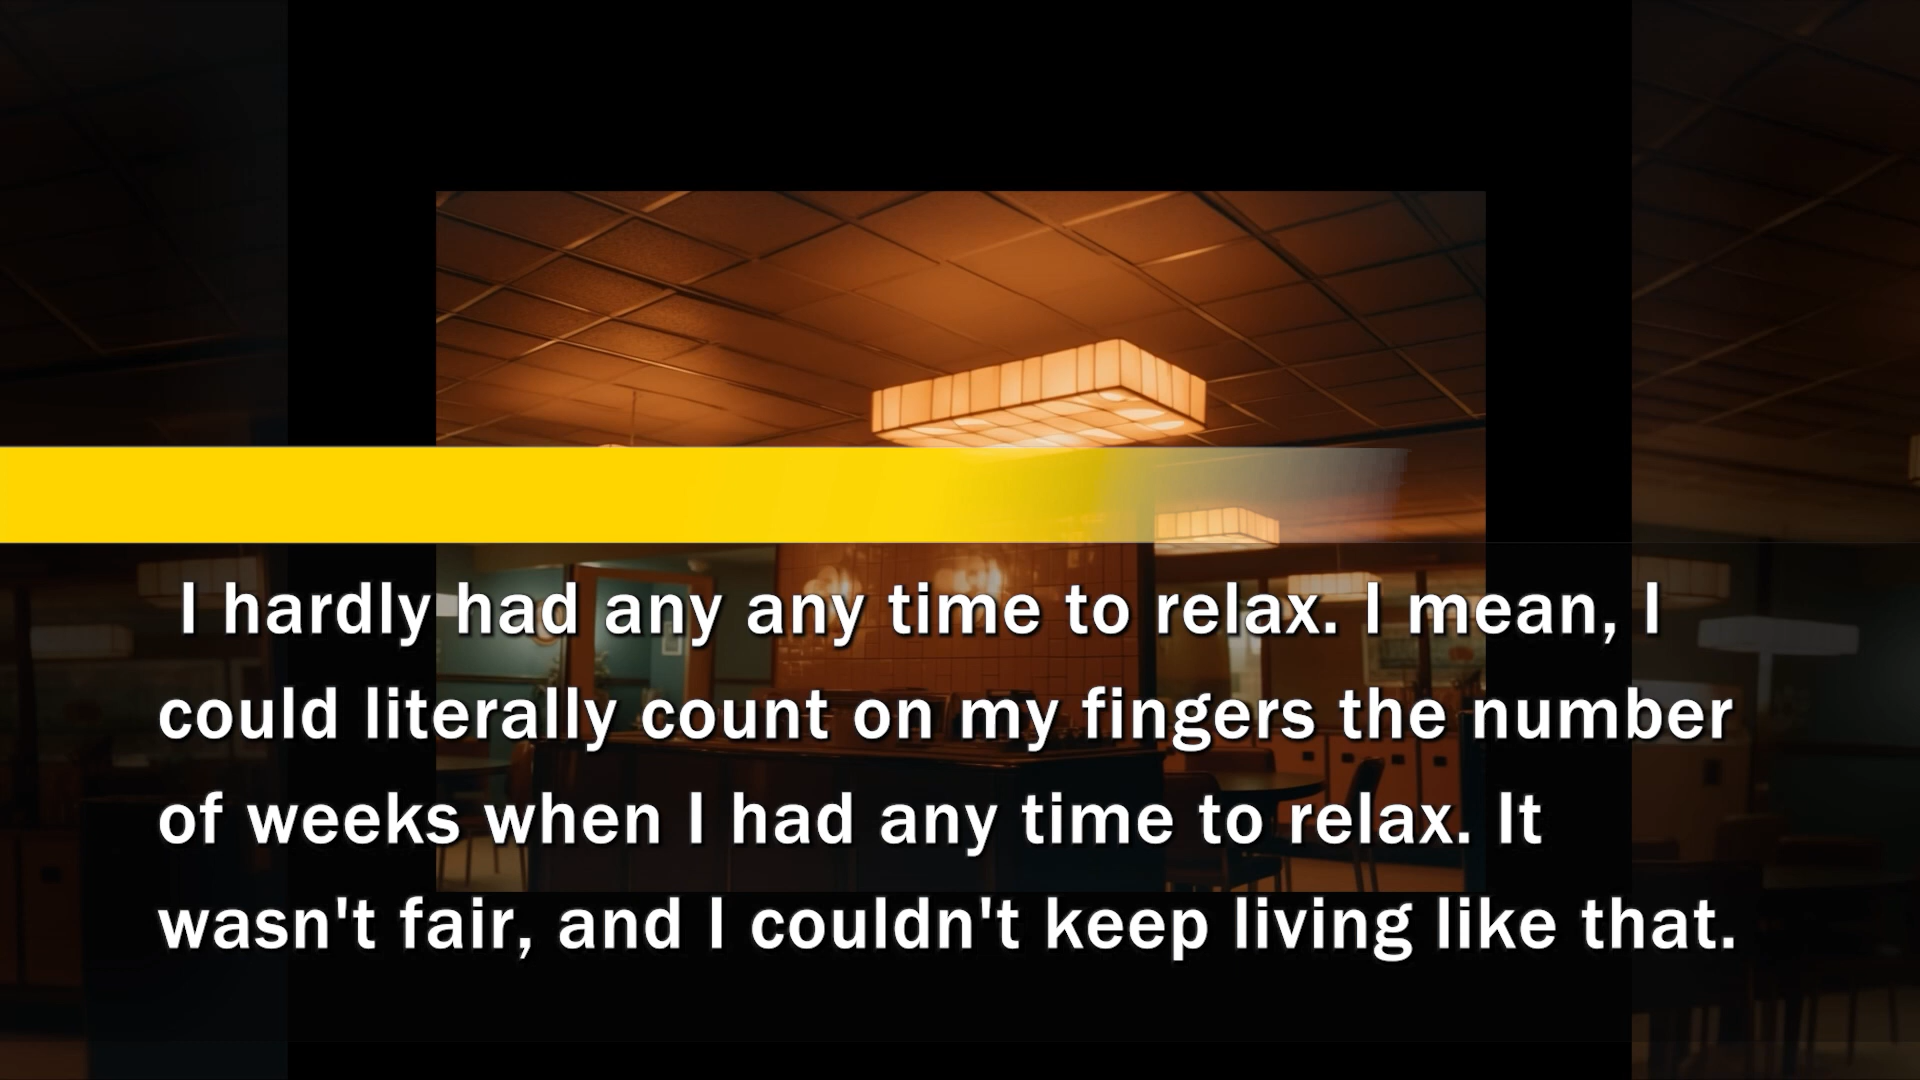 I hardly had any any time to relax. I mean, I
could literally count on my fingers the number
of weeks when I had any time to relax. It
wasn't fair, and I couldn't keep living like that.